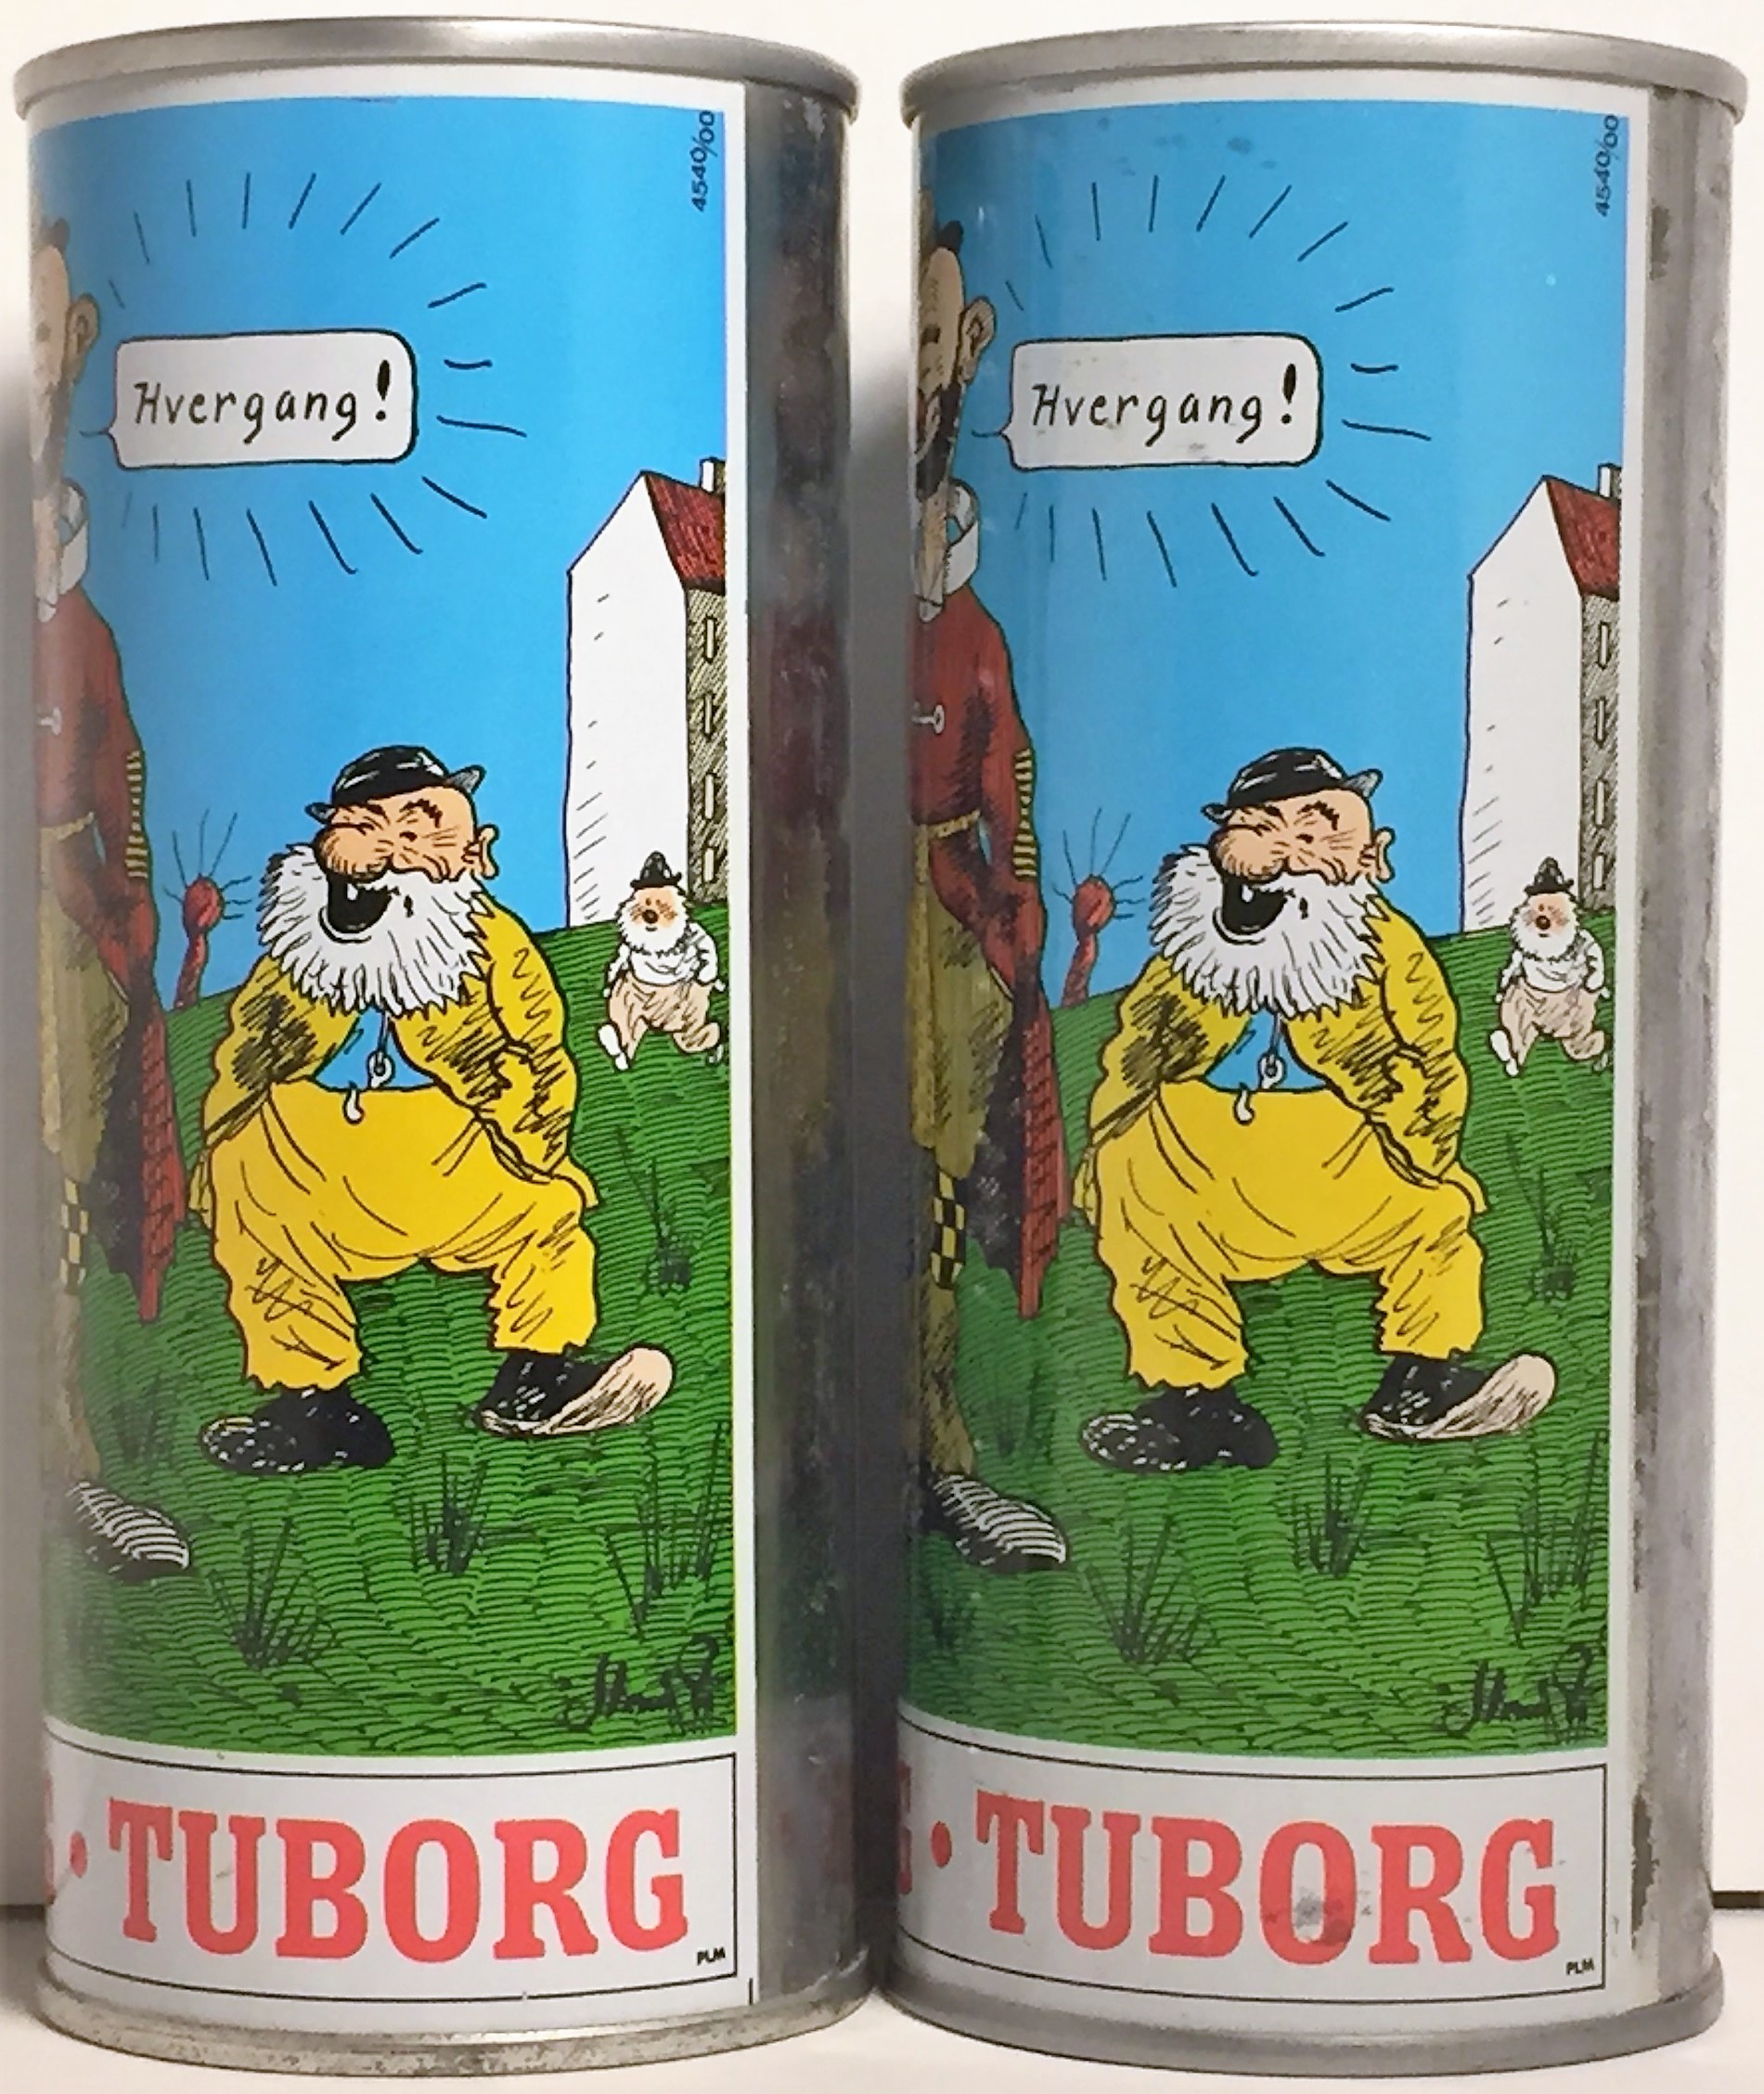 4540/00
Hvergang!
• TUBORG
PLM
4540/00
Hvergang!
• TUBORG
PLM